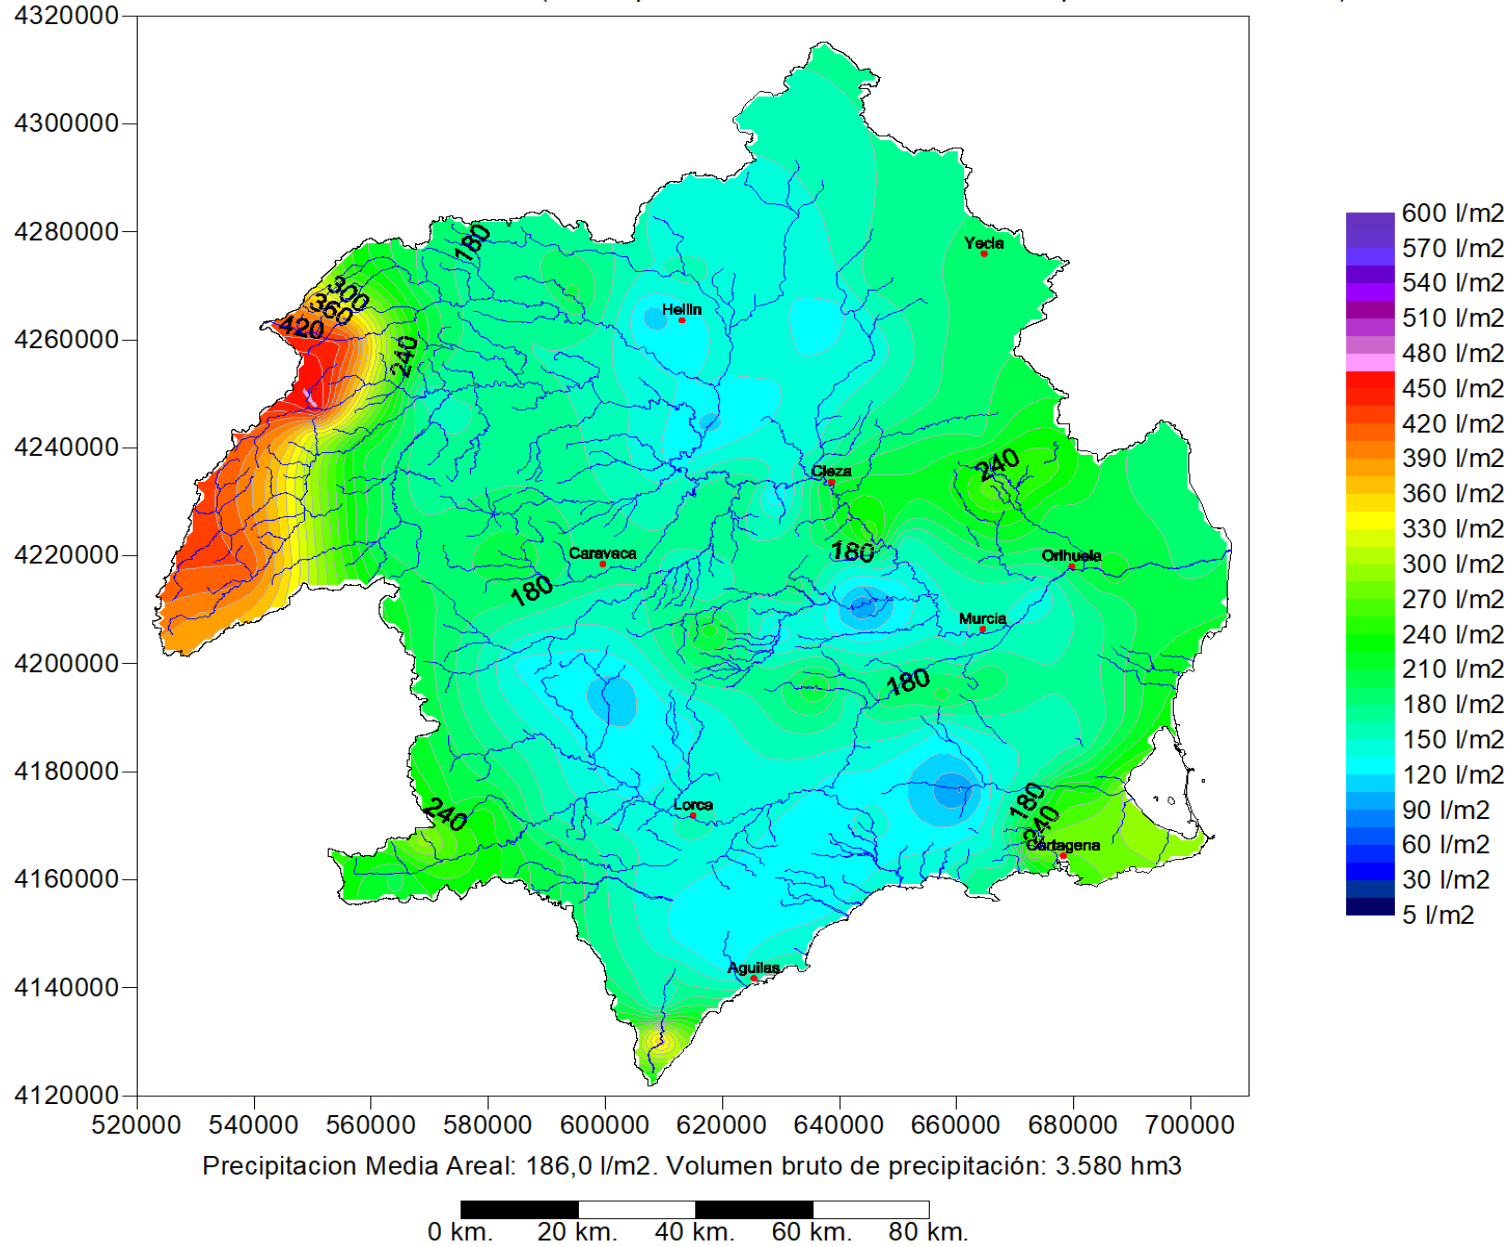 4320000
4300000
4280000
4260000
4240000
4220000
4200000
4180000
4160000
4140000
4120000
520000 540000 560000 580000 600000 620000 640000 660000 680000 700000
180
300
360
420
240
Yecla
Hellin
Cieza
240
180
Caravaca
180
Orihuela
Murcia
180
240
Lorca
180
240
Cartagena
Aguilas
600 l/m2
570 l/m2
540 l/m2
510 l/m2
480 l/m2
450 l/m2
420 l/m2
390 l/m2
360 l/m2
330 l/m2
300 l/m2
270 l/m2
240 l/m2
210 l/m2
180 l/m2
150 l/m2
120 l/m2
90 l/m2
60 l/m2
30 l/m2
5 l/m2
Precipitacion Media Areal: 186,0 l/m2. Volumen bruto de precipitación: 3.580 hm3
0 km. 20 km. 40 km. 60 km. 80 km.